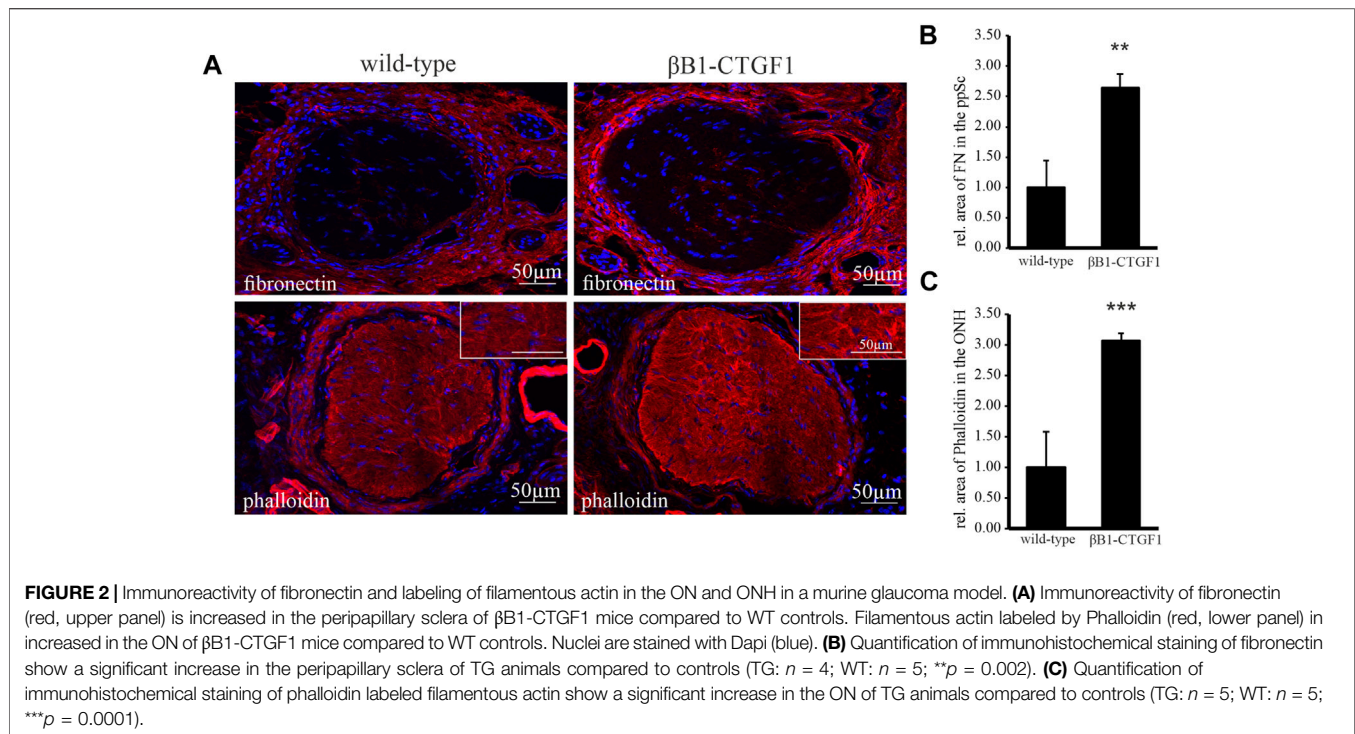 A
wild-type
βB1-CTGF1
fibronectin
50µm
fibronectin
50µm
phalloidin
50µm
50µm
phalloidin
50µm
B
rel. area of FN in the ppSc
3.50
3.00
2.50
2.00
1.50
1.00
0.50
0.00
**
wild-type
βB1-CTGF1
C
rel. area of Phalloidin in the ONH
3.50
3.00
2.50
2.00
1.50
1.00
0.50
0.00
***
wild-type
βB1-CTGF1
FIGURE 2 | Immunoreactivity of fibronectin and labeling of filamentous actin in the ON and ONH in a murine glaucoma model. (A) Immunoreactivity of fibronectin
(red, upper panel) is increased in the peripapillary sclera of βB1-CTGF1 mice compared to WT controls. Filamentous actin labeled by Phalloidin (red, lower panel) in
increased in the ON of βB1-CTGF1 mice compared to WT controls. Nuclei are stained with Dapi (blue). (B) Quantification of immunohistochemical staining of fibronectin
show a significant increase in the peripapillary sclera of TG animals compared to controls (TG: n = 4; WT: n = 5; **p = 0.002). (C) Quantification of
immunohistochemical staining of phalloidin labeled filamentous actin show a significant increase in the ON of TG animals compared to controls (TG: n = 5; WT: n = 5;
***p = 0.0001).